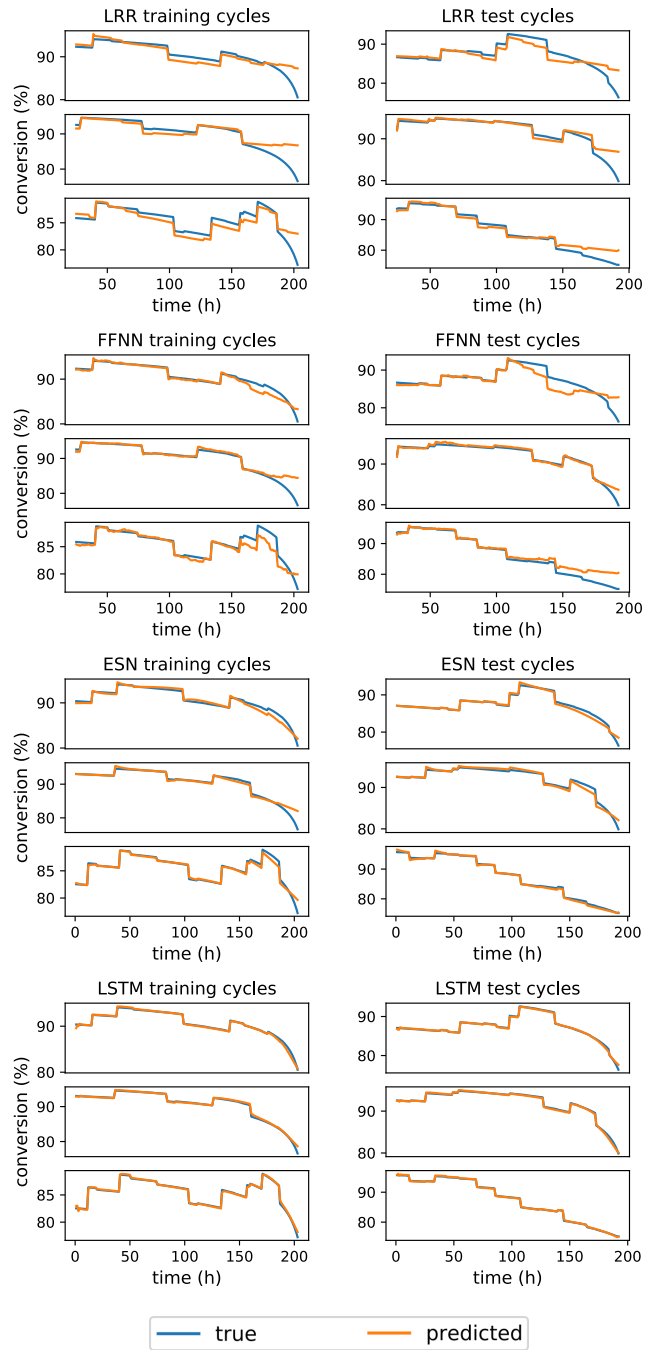 LRR training cycles
LRR test cycles
90
80
90
80
90
80
90
80
85
80
90
80
conversion (%)
50 100 150 200
50 100 150 200
time (h)
time (h)
FFNN training cycles
FFNN test cycles
90
90
80
90
80
90
80
85
80
90
80
conversion (%)
50 100 150 200
50 100 150 200
time (h)
time (h)
ESN training cycles
ESN test cycles
90
80
90
80
90
80
90
80
85
80
90
80
conversion (%)
0 50 100 150 200
0 50 100 150 200
time (h)
time (h)
LSTM training cycles
LSTM test cycles
90
90
80
90
80
90
80
85
80
90
80
conversion (%)
0 50 100 150 200
0 50 100 150 200
time (h)
time (h)
true predicted